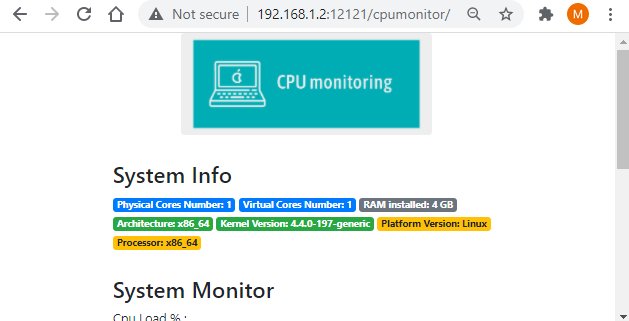 Not secure | 192.168.1.2:12121/cpumonitor/
M
CPU monitoring
System Info
Physical Cores Number: 1 Virtual Cores Number: 1 RAM installed: 4 GB
Architecture: x86_64 Kernel Version: 4.4.0-197-generic Platform Version: Linux
Processor: x86_64
System Monitor
Cpu Load % :